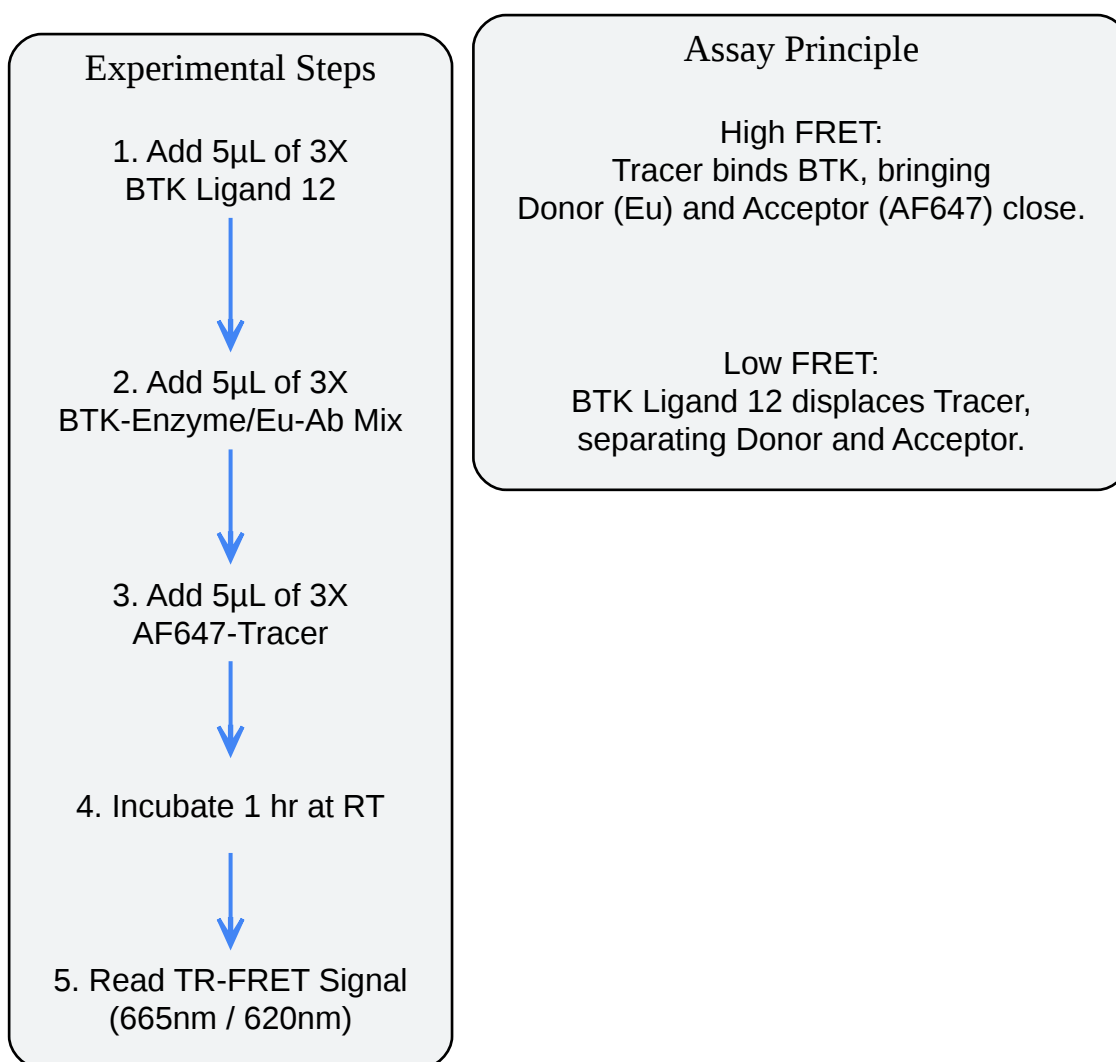 Experimental Steps
1. Add 5µL of 3X
BTK Ligand 12
2. Add 5µL of 3X
BTK-Enzyme/Eu-Ab Mix
3. Add 5µL of 3X
AF647-Tracer
4. Incubate 1 hr at RT
5. Read TR-FRET Signal
(665nm / 620nm)
Assay Principle
High FRET:
Tracer binds BTK, bringing
Donor (Eu) and Acceptor (AF647) close.
Low FRET:
BTK Ligand 12 displaces Tracer,
separating Donor and Acceptor.